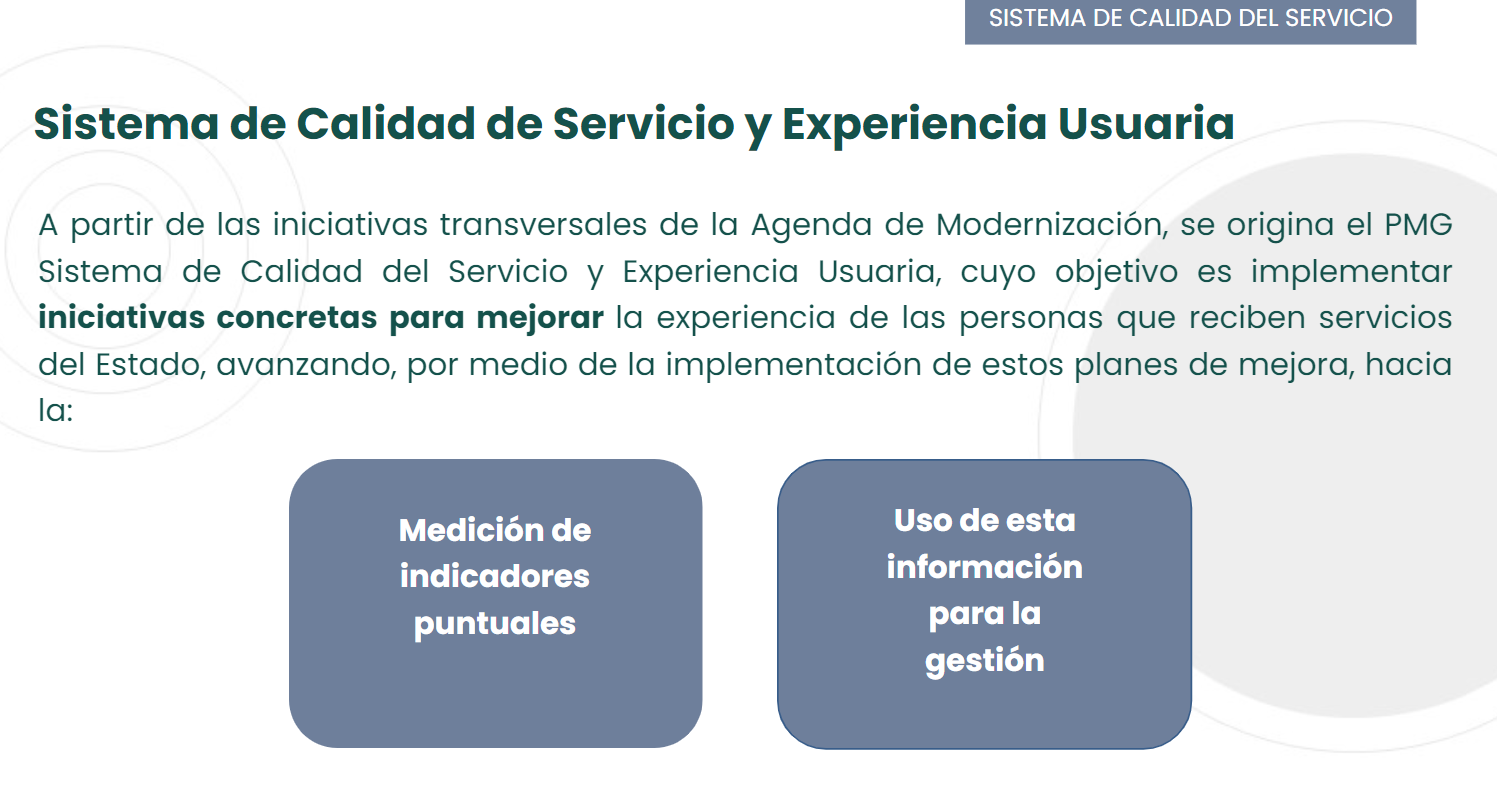 SISTEMA DE CALIDAD DEL SERVICIO
Sistema de Calidad de Servicio y Experiencia Usuaria
A partir de las iniciativas transversales de la Agenda de Modernización, se origina el PMG
Sistema de Calidad del Servicio y Experiencia Usuaria, cuyo objetivo es implementar
iniciativas concretas para mejorar la experiencia de las personas que reciben servicios
del Estado, avanzando, por medio de la implementación de estos planes de mejora, hacia
la:
Medición de
indicadores
puntuales
Uso de esta
información
para la
gestión